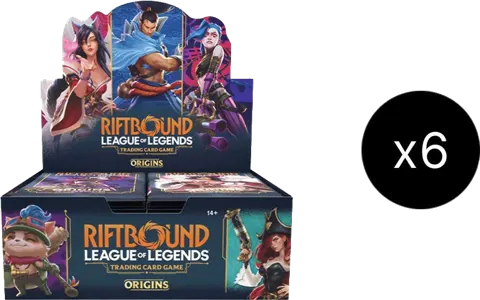 RIFTBOUND
LEAGUE OF LEGENDS
TRADING CARD GAME
ORIGINS
14+
RIFTBOUND
LEAGUE OF LEGENDS
TRADING CARD GAME
ORIGINS
x6